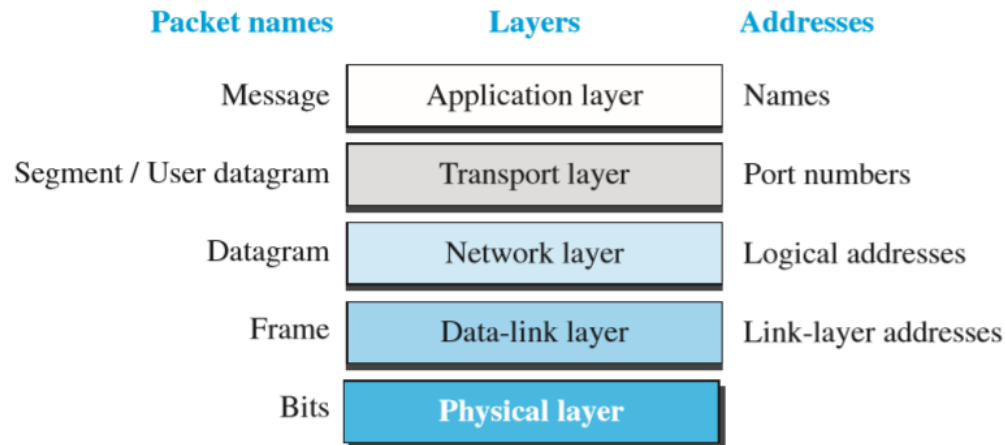 Packet names Layers Addresses
Message Application layer Names
Segment / User datagram Transport layer Port numbers
Datagram Network layer Logical addresses
Frame Data-link layer Link-layer addresses
Bits Physical layer